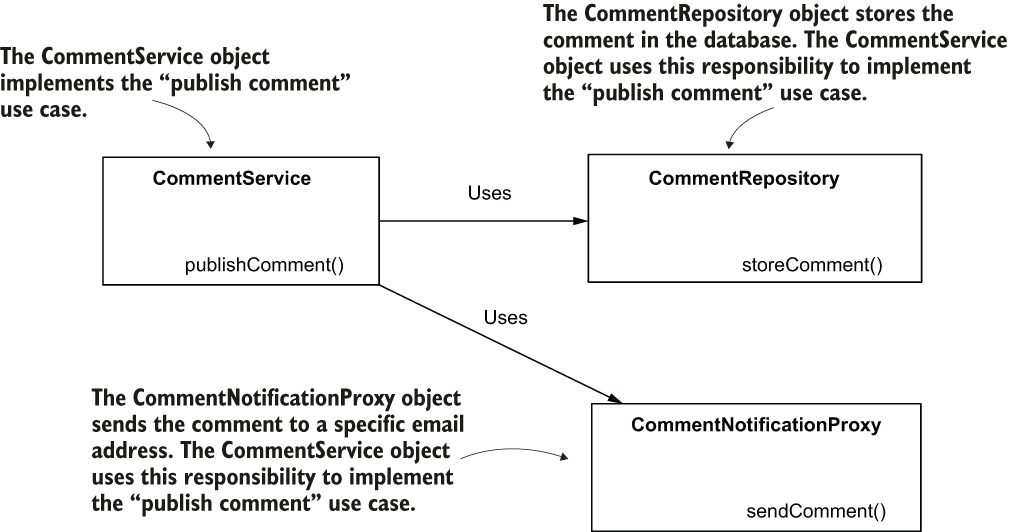 The CommentService object
implements the “publish comment”
use case.
The CommentRepository object stores the
comment in the database. The CommentService
object uses this responsibility to implement
the “publish comment” use case.
CommentService
publishComment()
Uses
CommentRepository
storeComment()
Uses
The CommentNotificationProxy object
sends the comment to a specific email
address. The CommentService object
uses this responsibility to implement
the “publish comment” use case.
CommentNotificationProxy
sendComment()